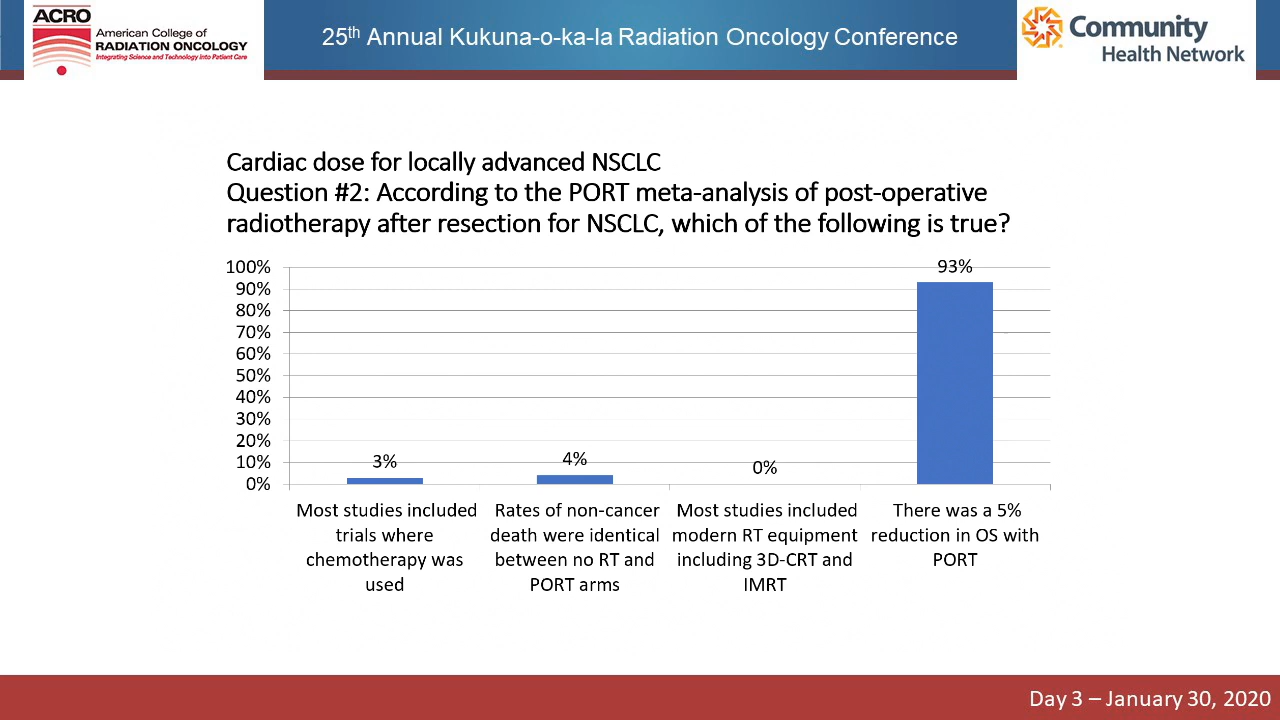 ACRO
American College of
RADIATION ONCOLOGY
Integrating Science and Technology into Patient Care
25th Annual Kukuna-o-ka-la Radiation Oncology Conference
Community
Health Network
Cardiac dose for locally advanced NSCLC
Question #2: According to the PORT meta-analysis of post-operative
radiotherapy after resection for NSCLC, which of the following is true?
100%
90%
80%
70%
60%
50%
40%
30%
20%
10%
0%
3%
4%
0%
93%
Most studies included
trials where
chemotherapy was
used
Rates of non-cancer
death were identical
between no RT and
PORT arms
Most studies included
modern RT equipment
including 3D-CRT and
IMRT
There was a 5%
reduction in OS with
PORT
Day 3 – January 30, 2020